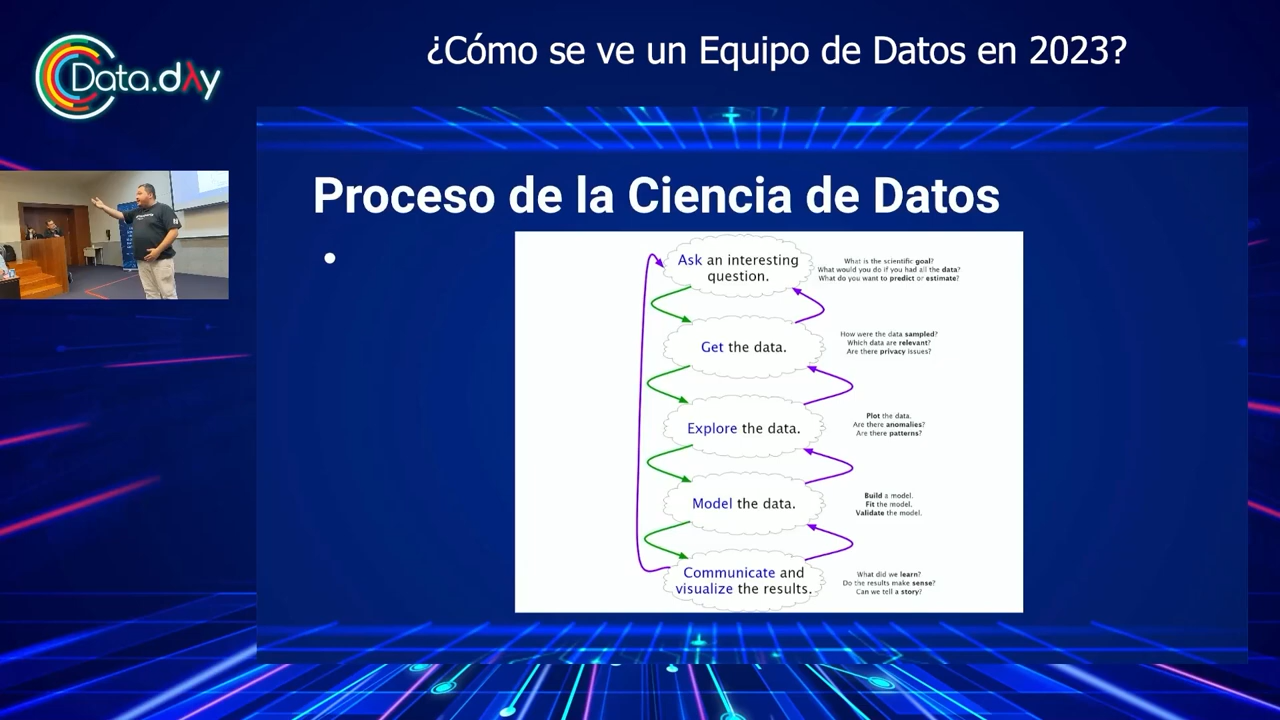 ¿Cómo se ve un Equipo de Datos en 2023?
Data.dλy
Proceso de la Ciencia de Datos
Ask an interesting
question.
What is the scientific goal?
What would you do if you had all the data?
What do you want to predict or estimate?
Get the data.
How were the data sampled?
Which data are relevant?
Are there privacy issues?
Explore the data.
Plot the data.
Are there anomalies?
Are there patterns?
Model the data.
Build a model.
Fit the model.
Validate the model.
Communicate and
visualize the results.
What did we learn?
Do the results make sense?
Can we tell a story?